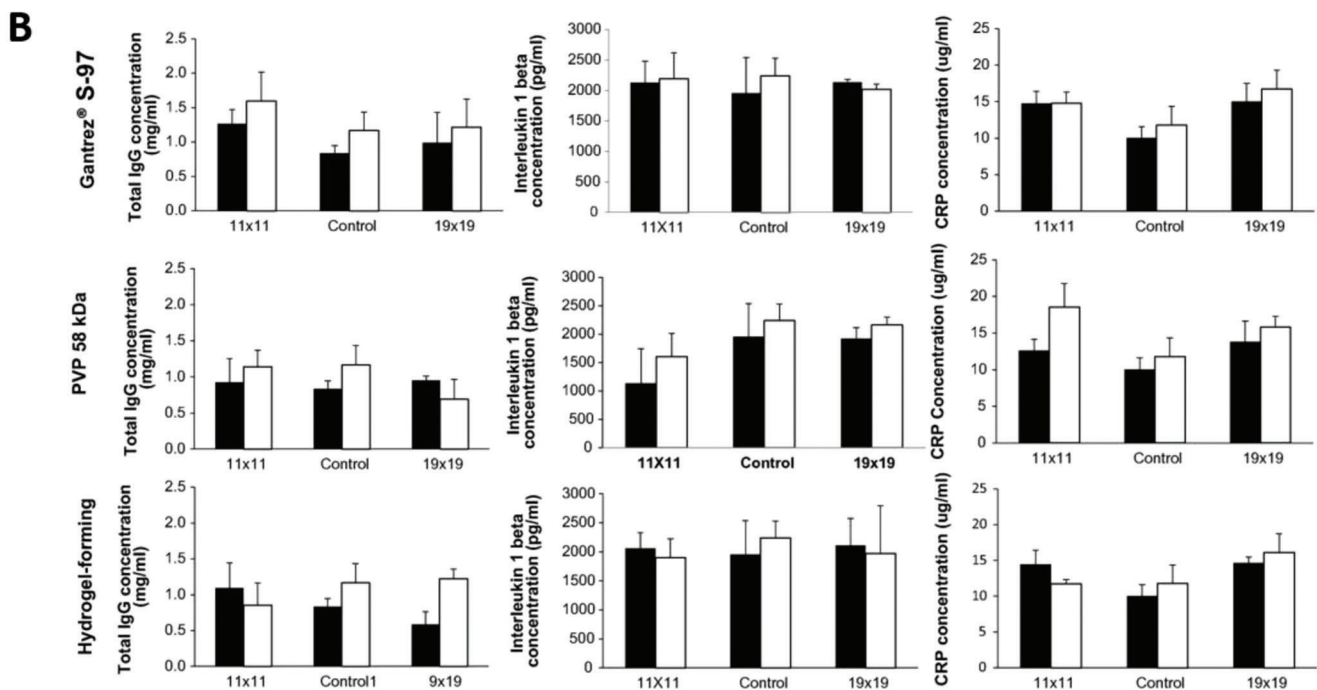 B
Gantrez® S-97
Total IgG concentration
(mg/ml)
2.5
2.0
1.5
1.0
0.5
0.0
11x11
Control
19x19
Interleukin 1 beta
concentration (pg/ml)
3000
2500
2000
1500
1000
500
0
11X11
Control
19x19
CRP concentration (ug/ml)
25
20
15
10
5
0
11x11
Control
19x19
PVP 58 kDa
Total IgG concentration
(mg/ml)
2.5
2.0
1.5
1.0
0.5
0.0
11x11
Control
19x19
Interleukin 1 beta
concentration (pg/ml)
3000
2500
2000
1500
1000
500
0
11X11
Control
19x19
CRP Concentration (ug/ml)
25
20
15
10
5
0
11x11
Control
19x19
Hydrogel-forming
Total IgG concentration
(mg/ml)
2.5
2.0
1.5
1.0
0.5
0.0
11x11
Control1
9x19
Interleukin 1 beta
concentration (pg/ml)
3000
2500
2000
1500
1000
500
0
11X11
Control
19x19
CRP concentration (ug/ml)
25
20
15
10
5
0
11x11
Control
19x19